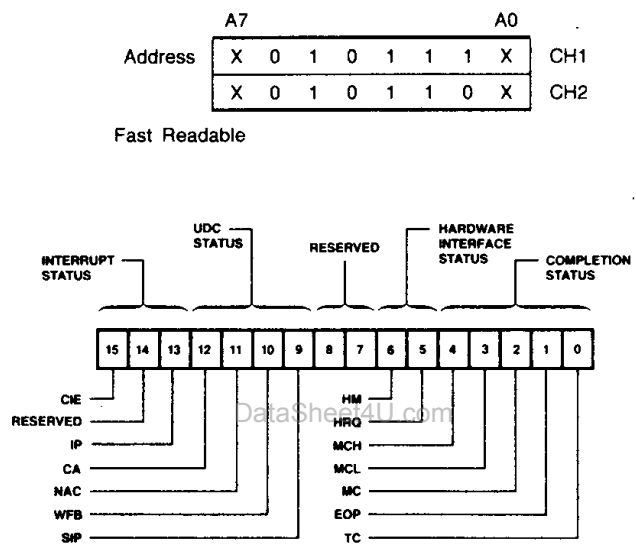 A7 A0
Address X 0 1 0 1 1 1 X CH1
X 0 1 0 1 1 0 X CH2
Fast Readable
UDC STATUS
HARDWARE INTERFACE STATUS
INTERRUPT STATUS
RESERVED
COMPLETION STATUS
15 14 13 12 11 10 9 8 7 6 5 4 3 2 1 0
CIE HM
RESERVED HRQ
DataSheet4U.com
IP MCH
CA MCL
NAC MC
WFB EOP
SIP TC